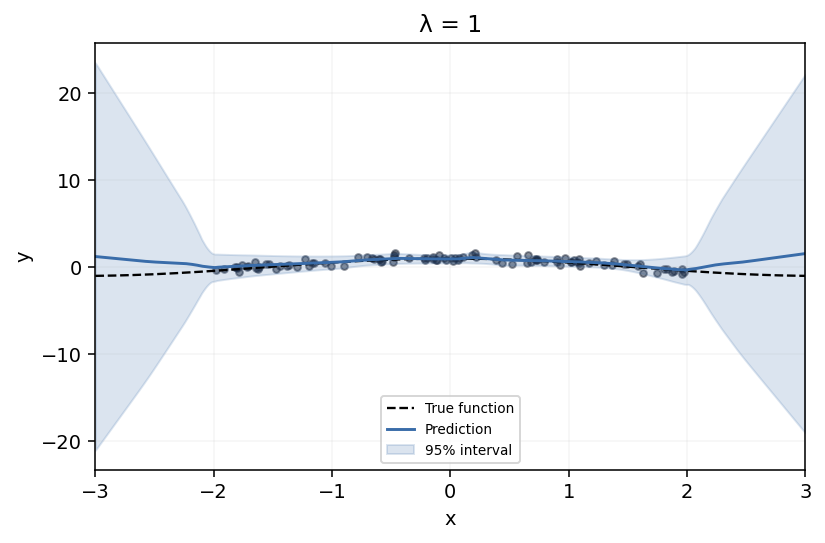 λ = 1
y
20
10
0
−10
−20
True function
Prediction
95% interval
−3
−2
−1
0
1
2
3
x